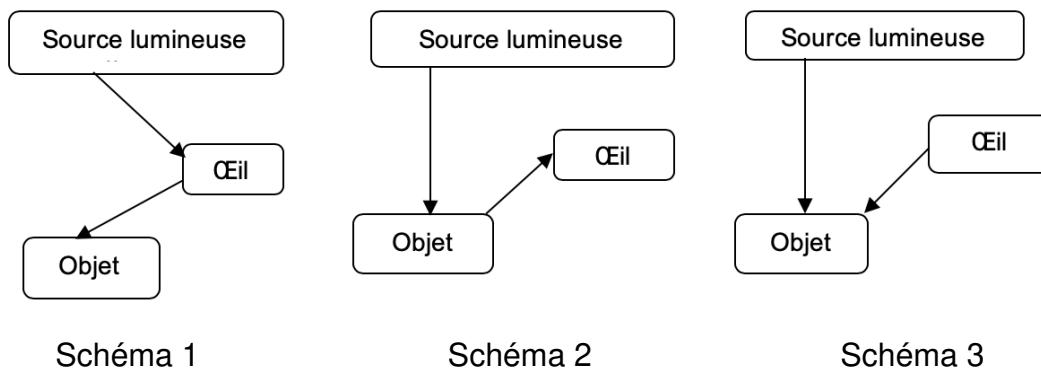 Source lumineuse
Œil
Objet
Schéma 1
Source lumineuse
Œil
Objet
Schéma 2
Source lumineuse
Œil
Objet
Schéma 3